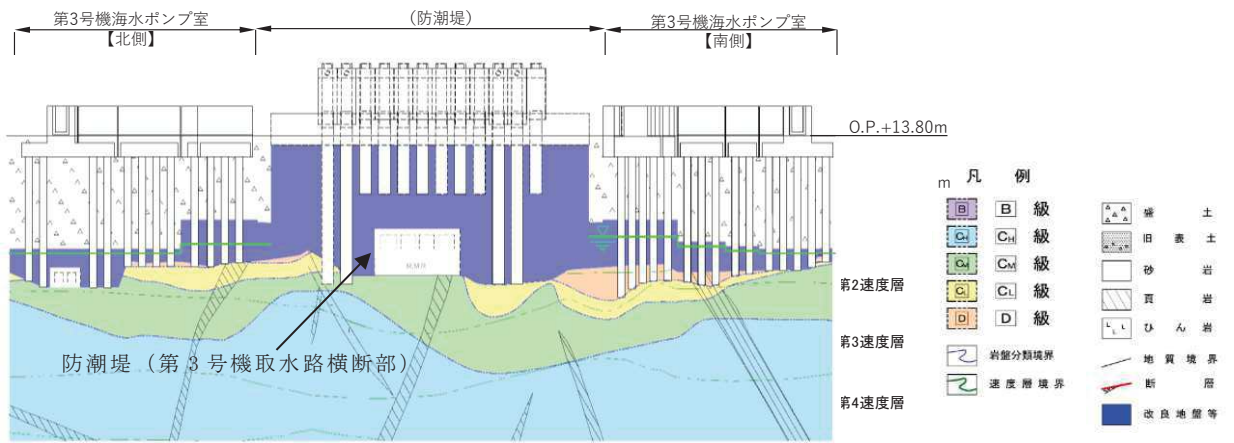 第3号機海水ポンプ室
【北側】
(防潮堤)
第3号機海水ポンプ室
【南側】
O.P.+13.80m
防潮堤(第3号機取水路横断部)
第2速度層
第3速度層
第4速度層
m
凡 例
B B 級
CH CH 級
CM CM 級
CL CL 級
D D 級
岩盤分類境界
速度層境界
盛 土
旧 表 土
砂 岩
頁 岩
ひ ん 岩
地 質 境 界
断 層
改 良 地 盤 等